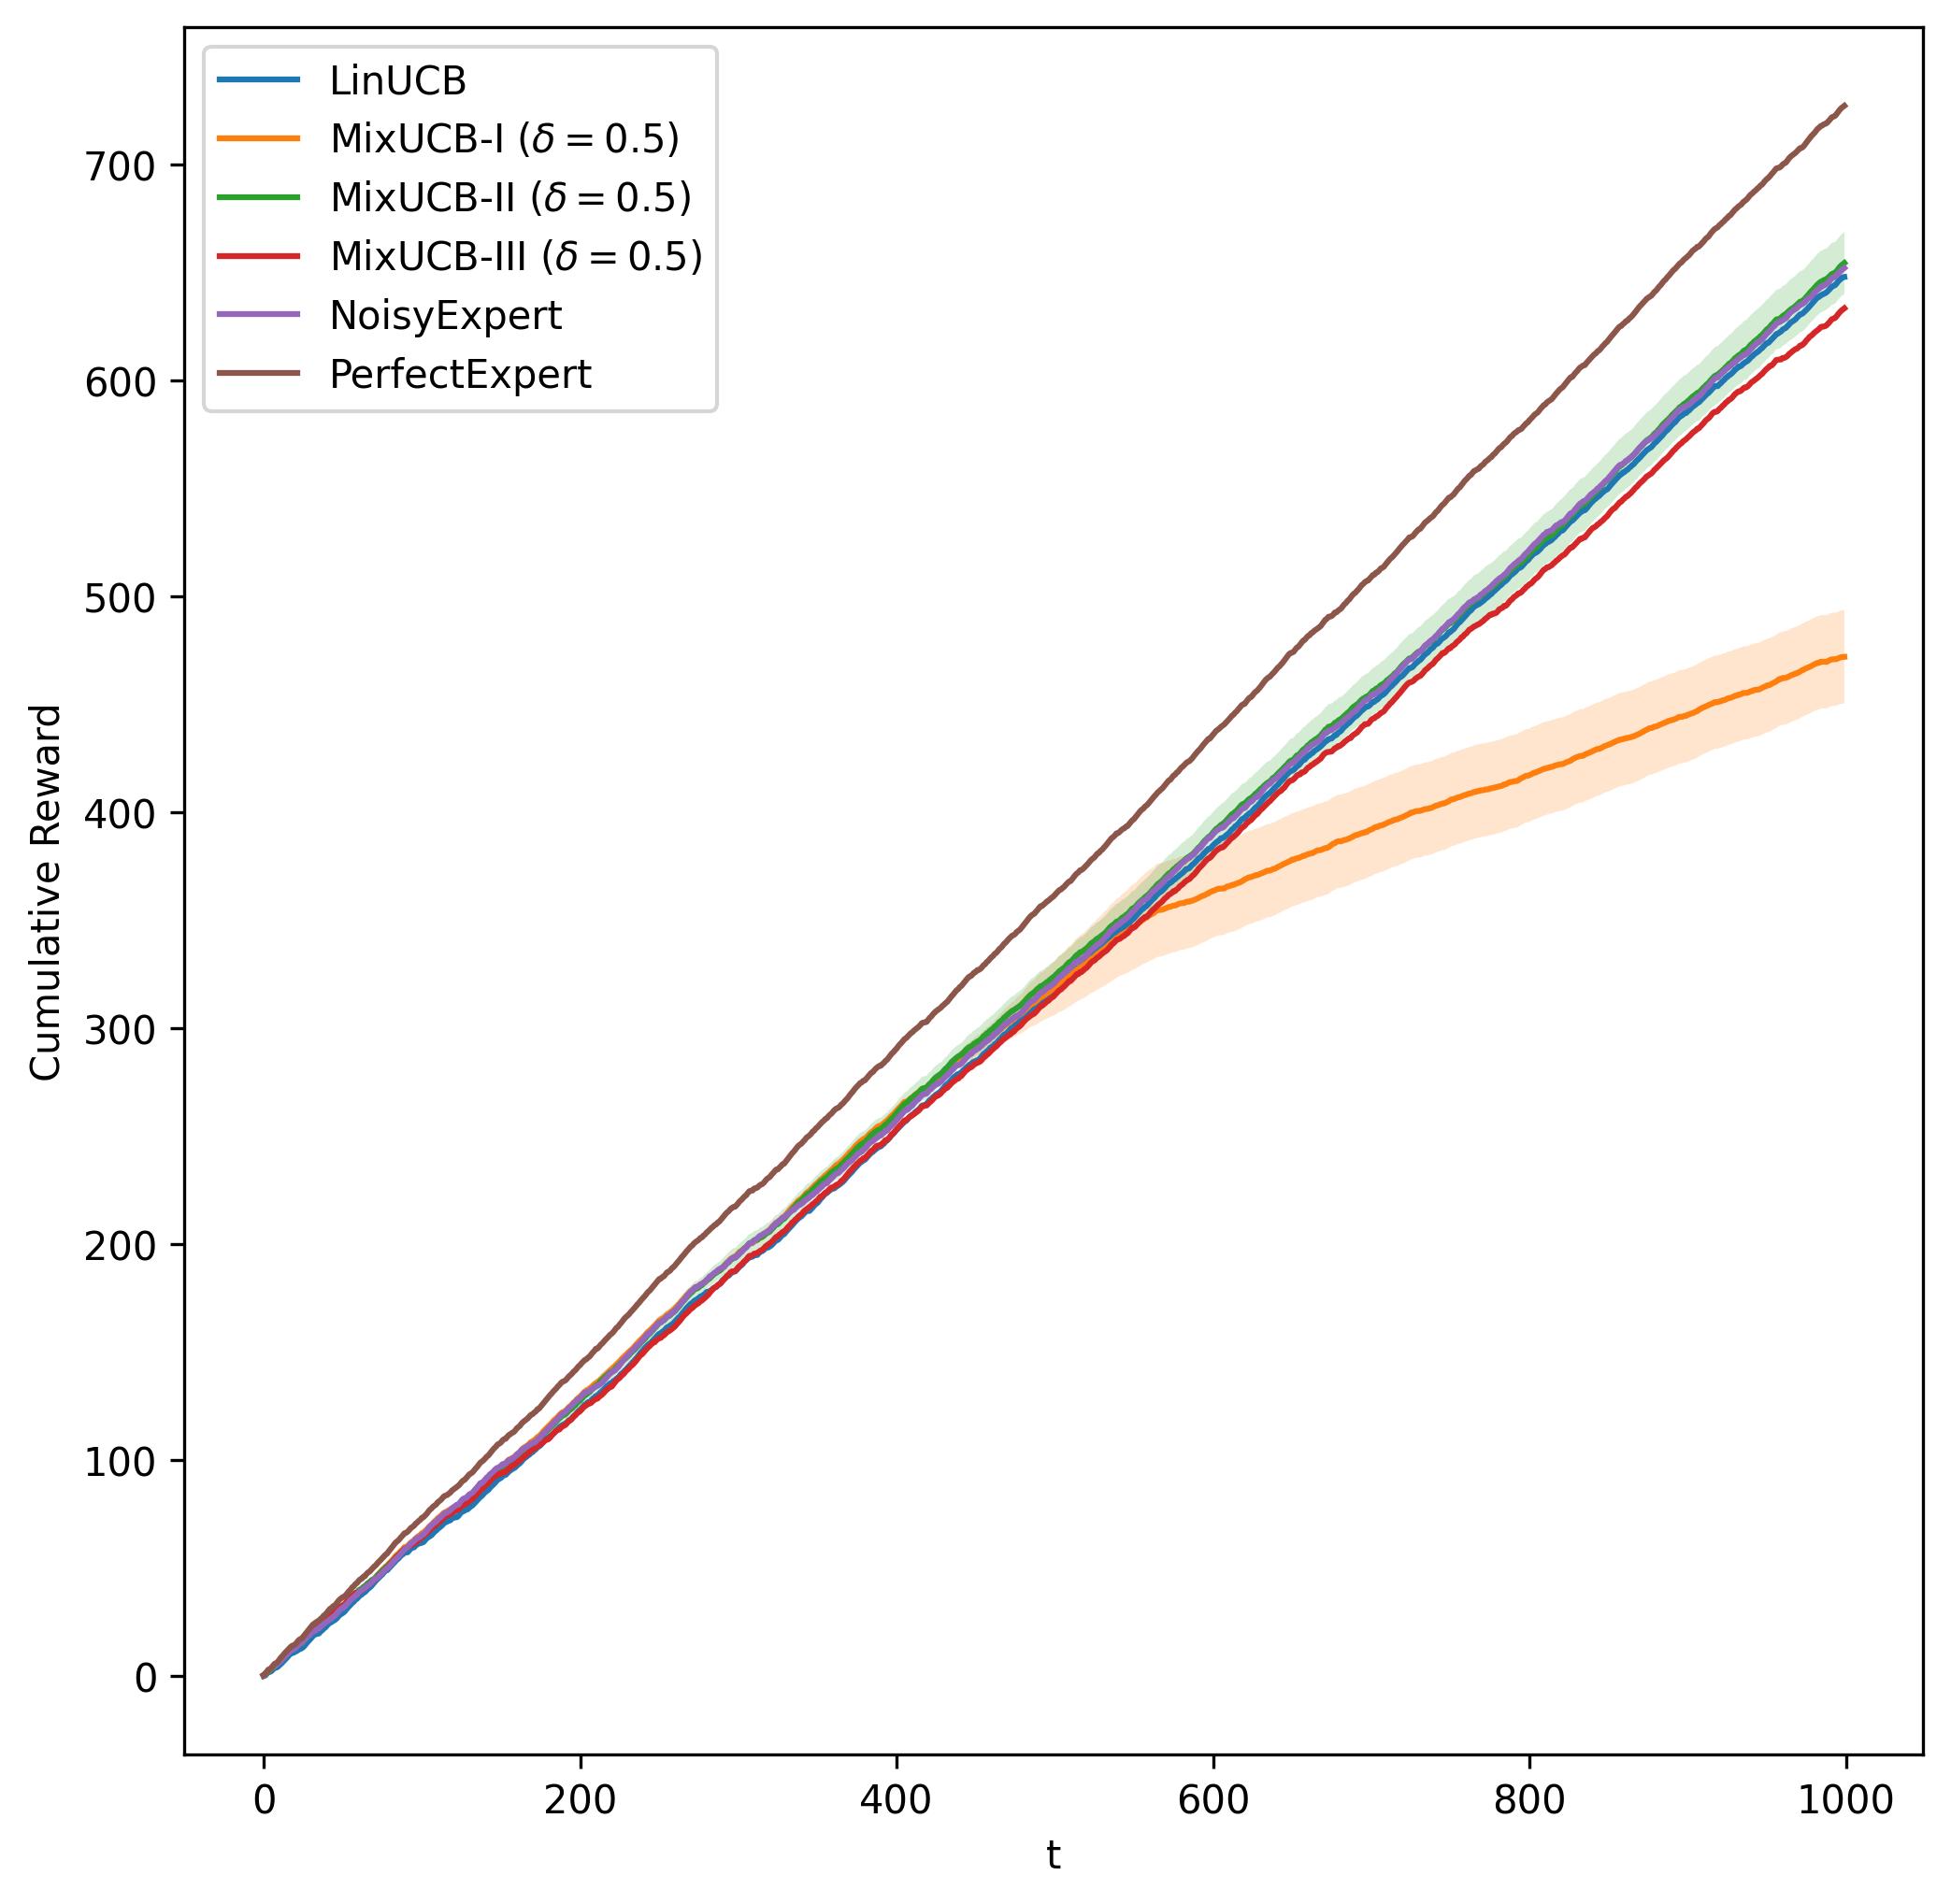 LinUCB
MixUCB-I (δ = 0.5)
MixUCB-II (δ = 0.5)
MixUCB-III (δ = 0.5)
NoisyExpert
PerfectExpert
Cumulative Reward
700
600
500
400
300
200
100
0
0 200 400 600 800 1000
t